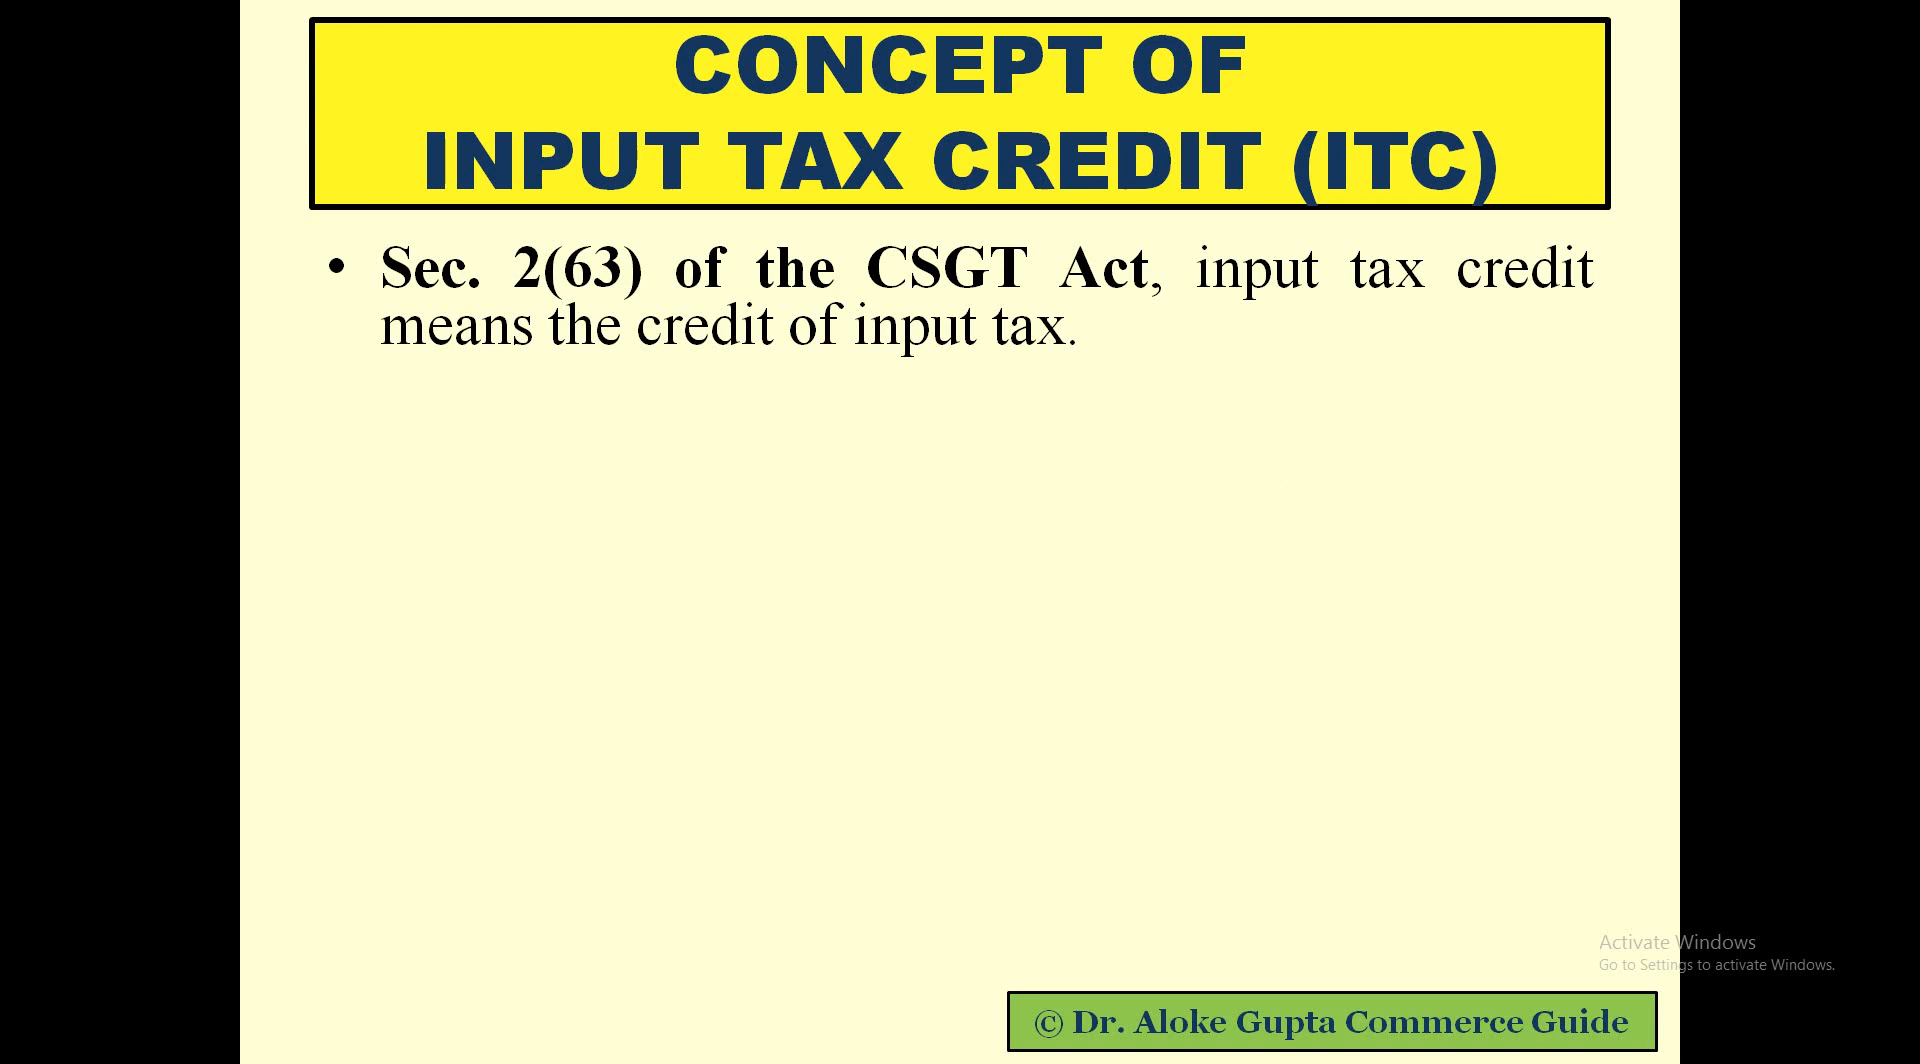 CONCEPT OF
INPUT TAX CREDIT (ITC)
• Sec. 2(63) of the CSGT Act, input tax credit
means the credit of input tax.
Activate Windows
Go to Settings to activate Windows.
© Dr. Aloke Gupta Commerce Guide